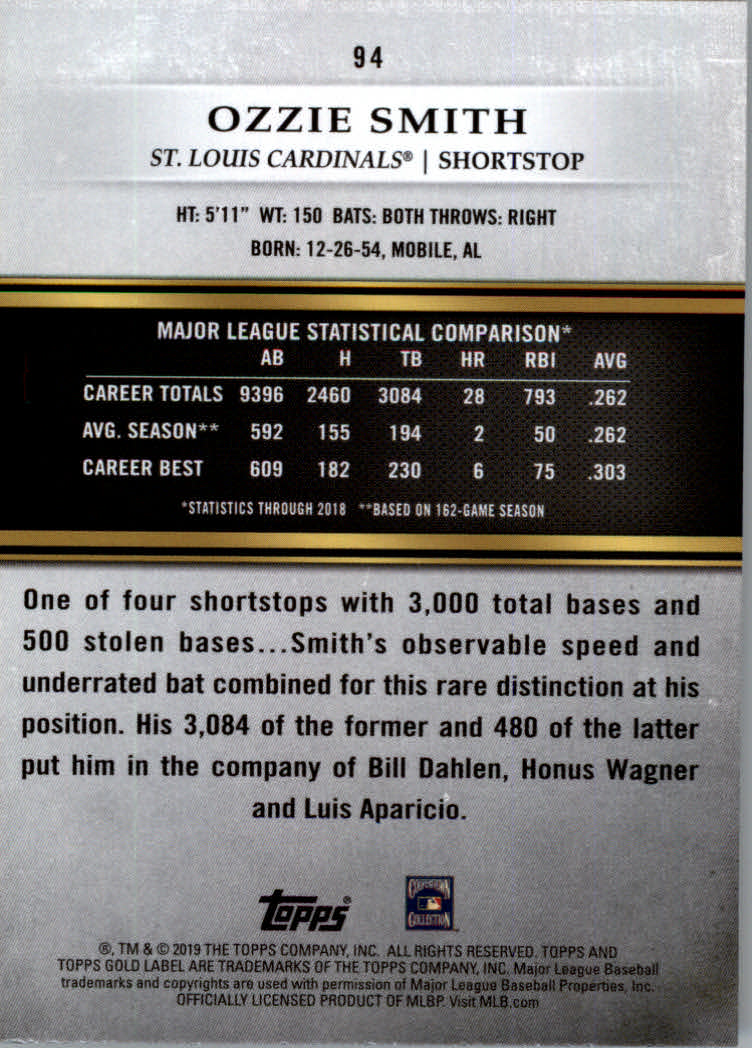 94
OZZIE SMITH
ST. LOUIS CARDINALS® | SHORTSTOP
HT: 5'11" WT: 150 BATS: BOTH THROWS: RIGHT
BORN: 12-26-54, MOBILE, AL
MAJOR LEAGUE STATISTICAL COMPARISON*
AB H TB HR RBI AVG
CAREER TOTALS 9396 2460 3084 28 793 .262
AVG. SEASON** 592 155 194 2 50 .262
CAREER BEST 609 182 230 6 75 .303
*STATISTICS THROUGH 2018 **BASED ON 162-GAME SEASON
One of four shortstops with 3,000 total bases and
500 stolen bases...Smith's observable speed and
underrated bat combined for this rare distinction at his
position. His 3,084 of the former and 480 of the latter
put him in the company of Bill Dahlen, Honus Wagner
and Luis Aparicio.
Topps®
COOPERSTOWN
COLLECTION™
®, TM & © 2019 THE TOPPS COMPANY, INC. ALL RIGHTS RESERVED. TOPPS AND
TOPPS GOLD LABEL ARE TRADEMARKS OF THE TOPPS COMPANY, INC. Major League Baseball
trademarks and copyrights are used with permission of Major League Baseball Properties, Inc.
OFFICIALLY LICENSED PRODUCT OF MLBP. Visit MLB.com